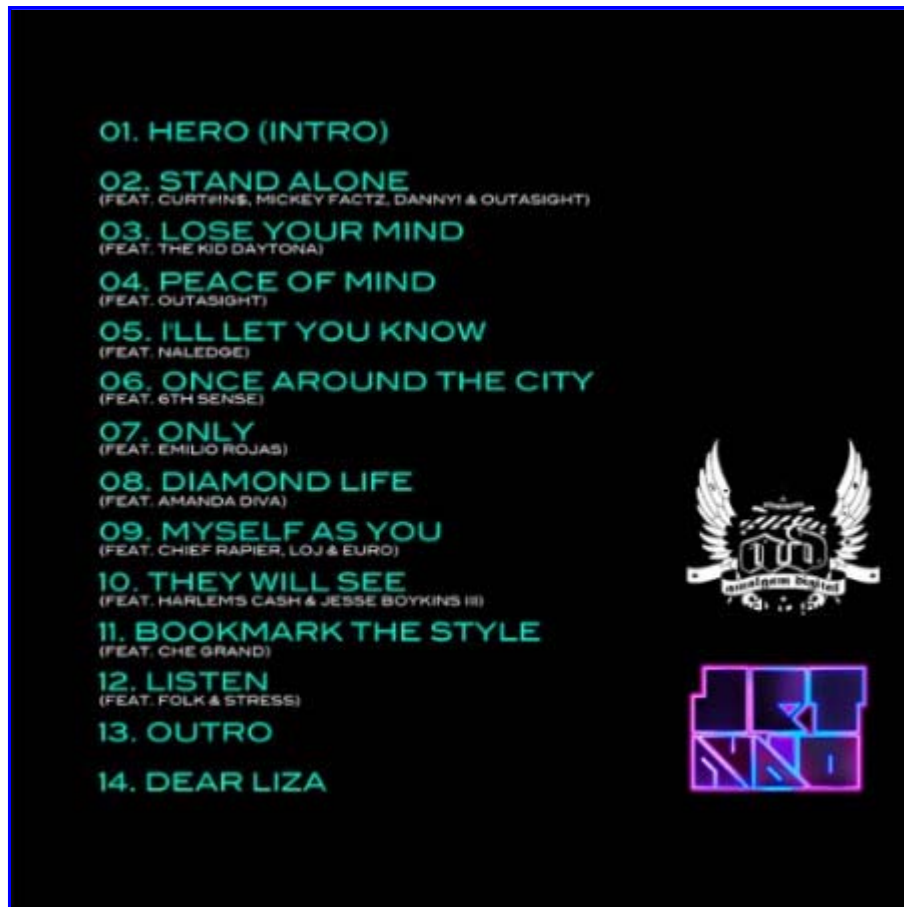 01. HERO (INTRO)
02. STAND ALONE
(FEAT. CURT@!N$, MICKEY FACTZ, DANNY! & OUTASIGHT)
03. LOSE YOUR MIND
(FEAT. THE KID DAYTONA)
04. PEACE OF MIND
(FEAT. OUTASIGHT)
05. I'LL LET YOU KNOW
(FEAT. NALEDGE)
06. ONCE AROUND THE CITY
(FEAT. 6TH SENSE)
07. ONLY
(FEAT. EMILIO ROJAS)
08. DIAMOND LIFE
(FEAT. AMANDA DIVA)
09. MYSELF AS YOU
(FEAT. CHIEF RAPIER, LOJ & EURO)
10. THEY WILL SEE
(FEAT. HARLEM'S CASH & JESSE BOYKINS III)
11. BOOKMARK THE STYLE
(FEAT. CHE GRAND)
12. LISTEN
(FEAT. FOLK & STRESS)
13. OUTRO
14. DEAR LIZA
amalgam digital